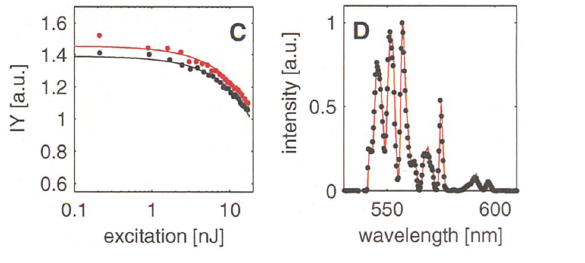 C
1.6
1.4
1.2
1
0.8
0.6
IY [a.u.]
0.1 1 10
excitation [nJ]
D
1
0.5
0
intensity [a.u.]
550 600
wavelength [nm]